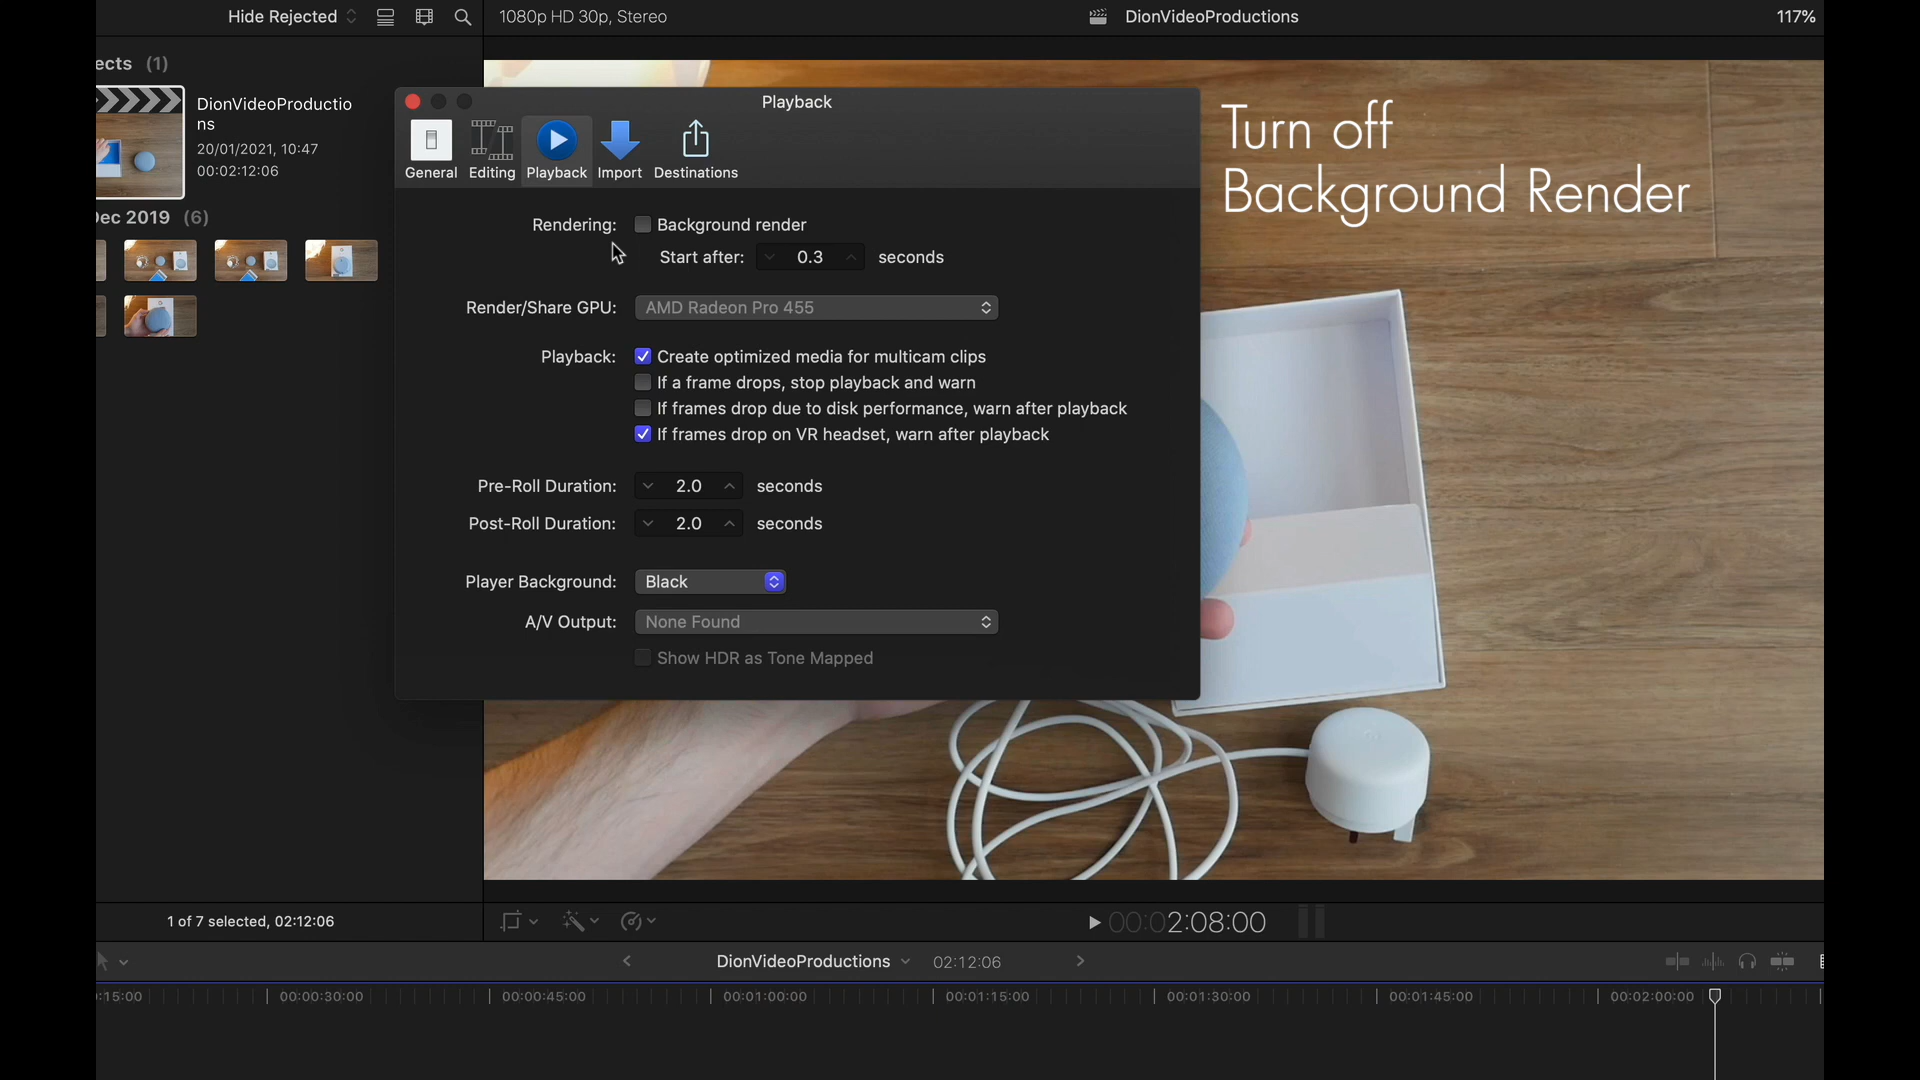 Hide Rejected
1080p HD 30p, Stereo
DionVideoProductions
117%
ects (1)
DionVideoProductio
ns
20/01/2021, 10:47
00:02:12:06
Dec 2019 (6)
Playback
General
Editing
Playback
Import
Destinations
Turn off
Background Render
Rendering: Background render
Start after: 0.3 seconds
Render/Share GPU: AMD Radeon Pro 455
Playback: Create optimized media for multicam clips
If a frame drops, stop playback and warn
If frames drop due to disk performance, warn after playback
If frames drop on VR headset, warn after playback
Pre-Roll Duration: 2.0 seconds
Post-Roll Duration: 2.0 seconds
Player Background: Black
A/V Output: None Found
Show HDR as Tone Mapped
1 of 7 selected, 02:12:06
00:02:08:00
DionVideoProductions 02:12:06
:15:00 00:00:30:00 00:00:45:00 00:01:00:00 00:01:15:00 00:01:30:00 00:01:45:00 00:02:00:00